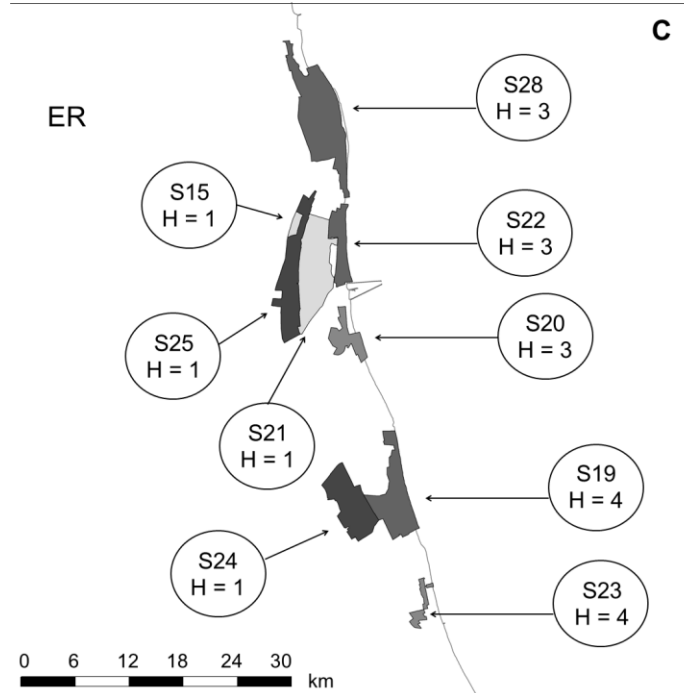 C
ER
S28
H = 3
S15
H = 1
S22
H = 3
S25
H = 1
S20
H = 3
S21
H = 1
S19
H = 4
S24
H = 1
S23
H = 4
0 6 12 18 24 30
km